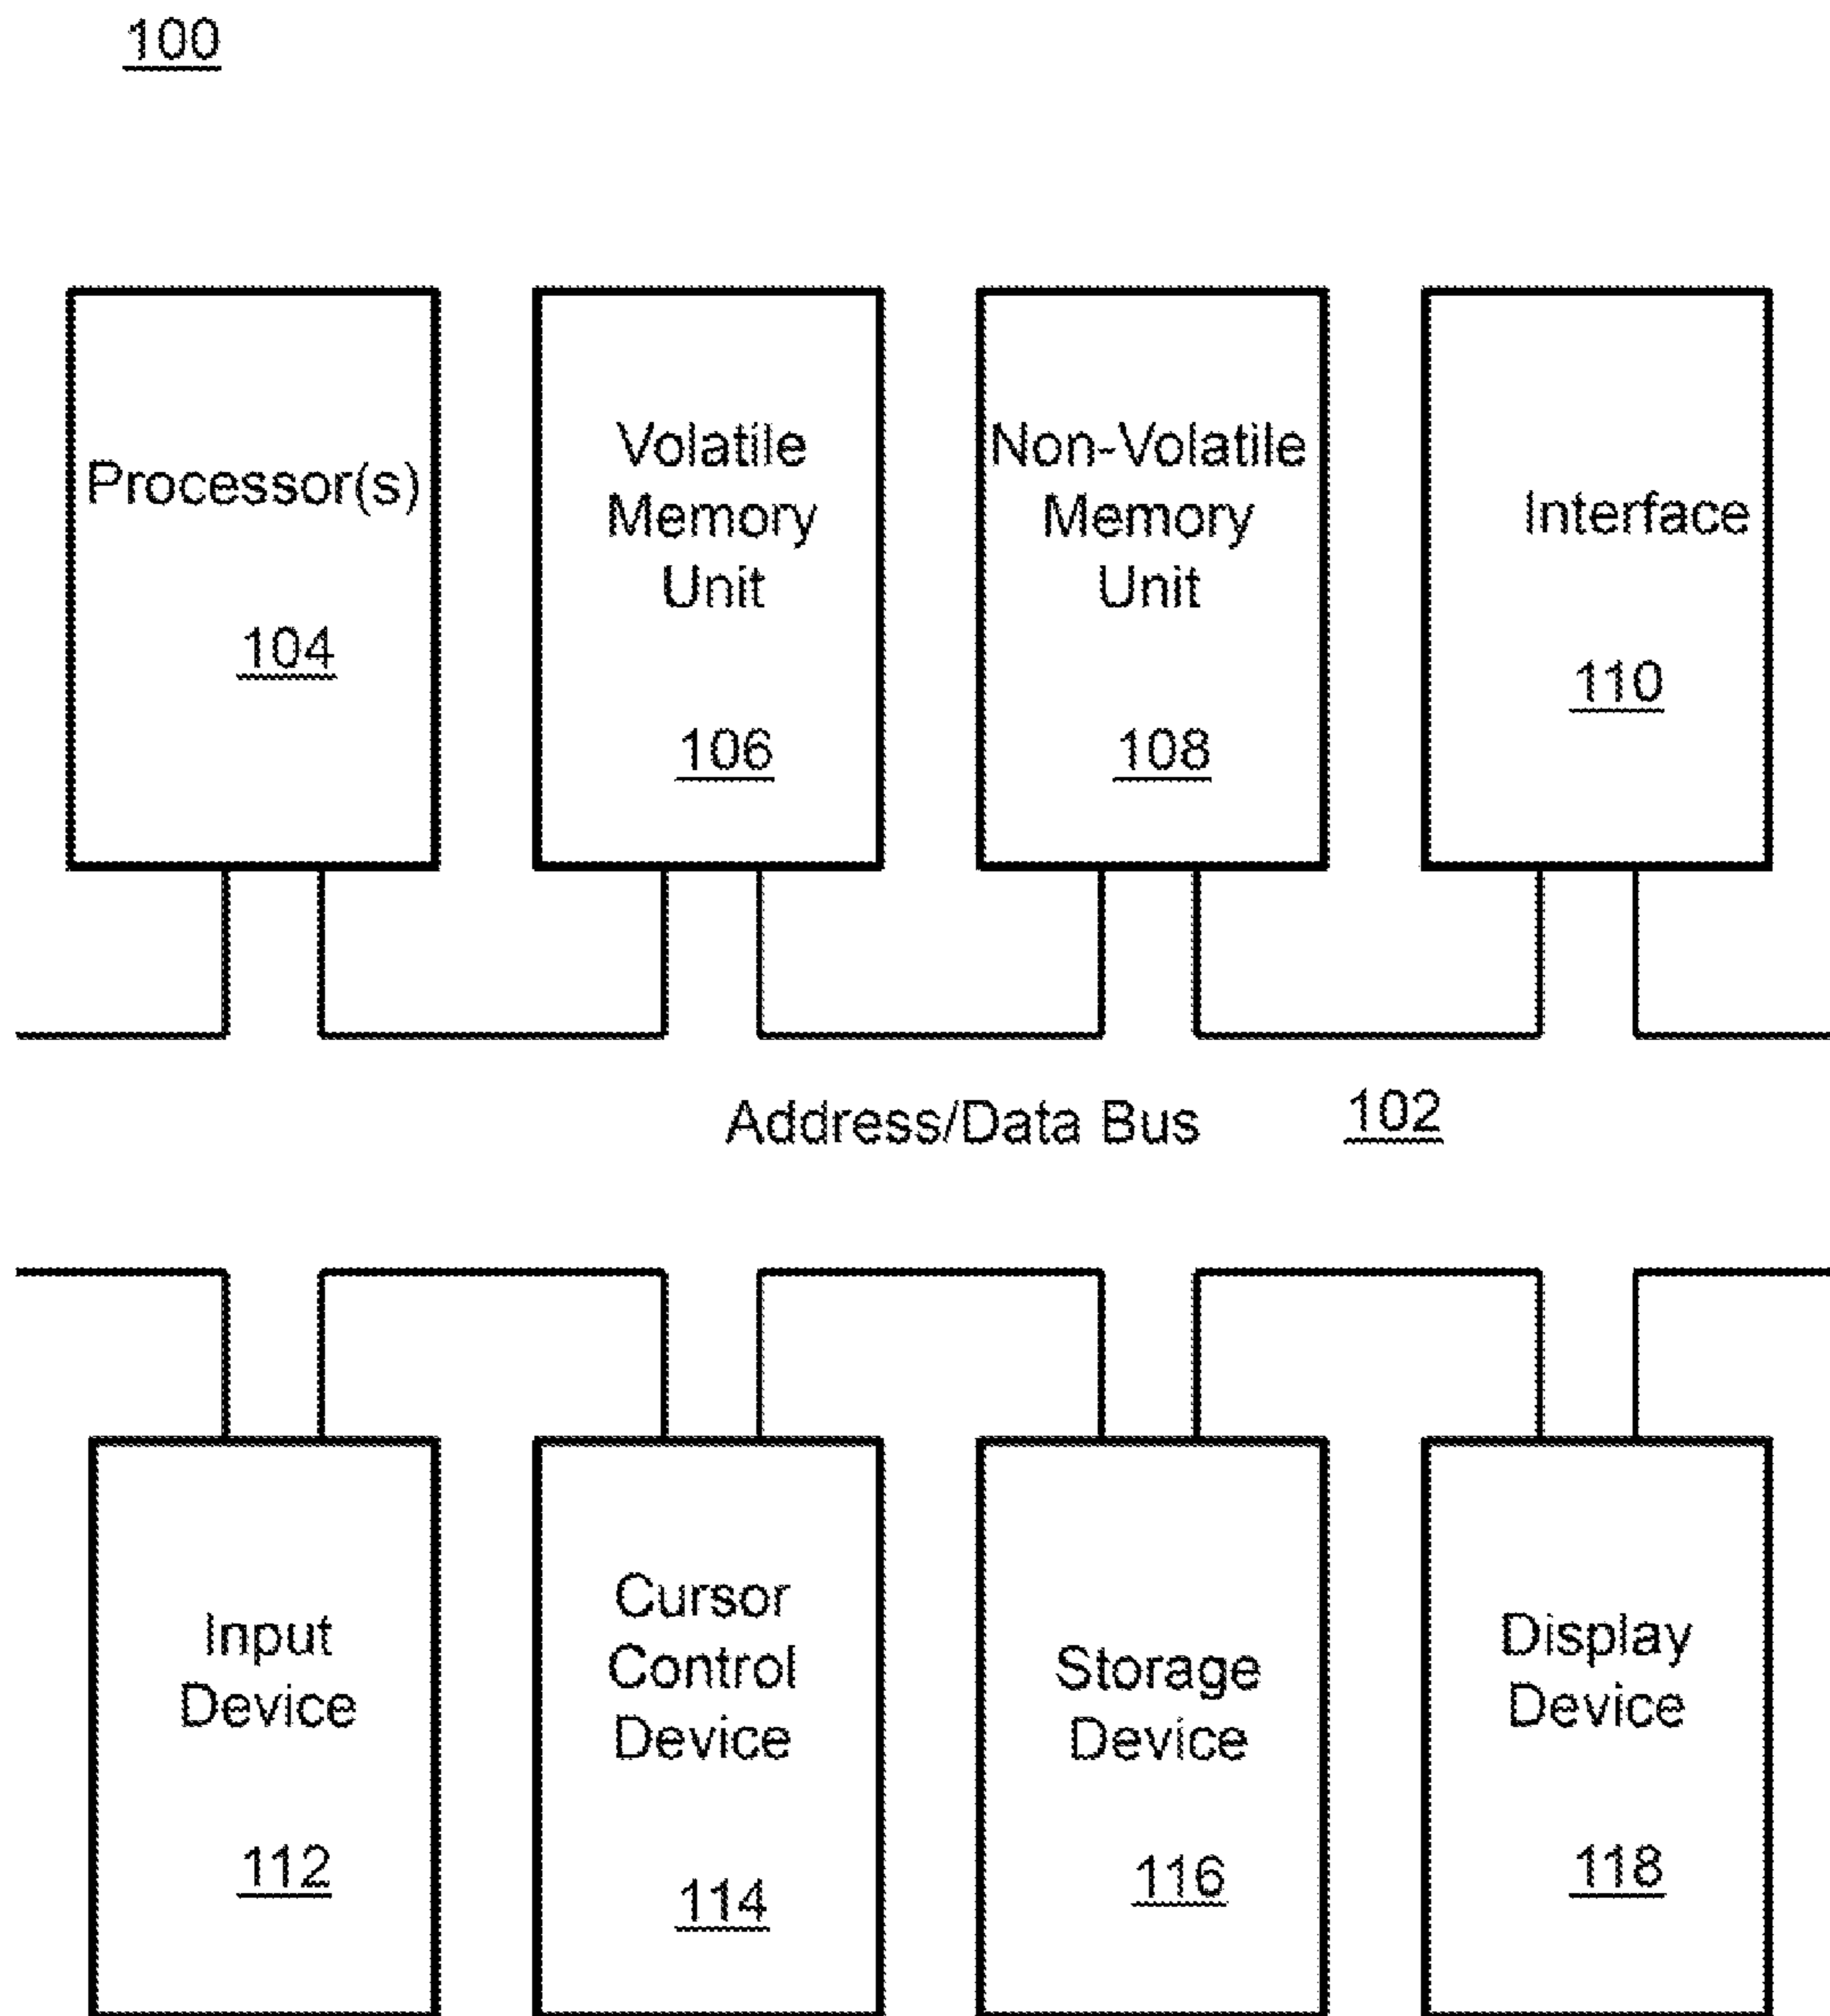 100
Processor(s)
104
Volatile
Memory
Unit
106
Non-Volatile
Memory
Unit
108
Interface
110
Address/Data Bus 102
Input
Device
112
Cursor
Control
Device
114
Storage
Device
116
Display
Device
118